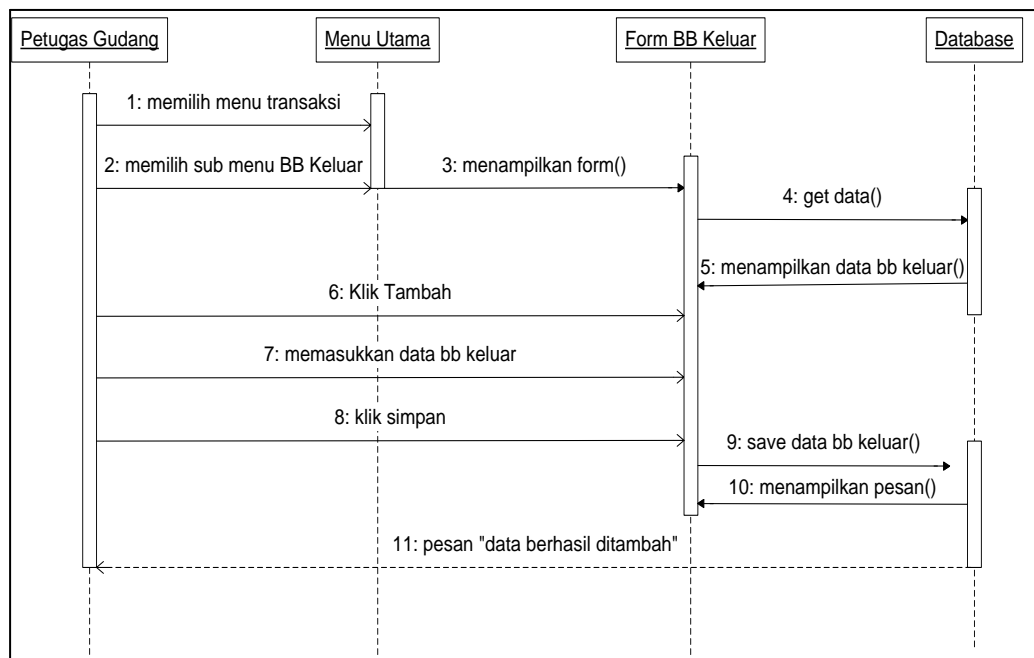 Petugas Gudang
Menu Utama
Form BB Keluar
Database
1: memilih menu transaksi
2: memilih sub menu BB Keluar
3: menampilkan form()
4: get data()
5: menampilkan data bb keluar()
6: Klik Tambah
7: memasukkan data bb keluar
8: klik simpan
9: save data bb keluar()
10: menampilkan pesan()
11: pesan "data berhasil ditambah"